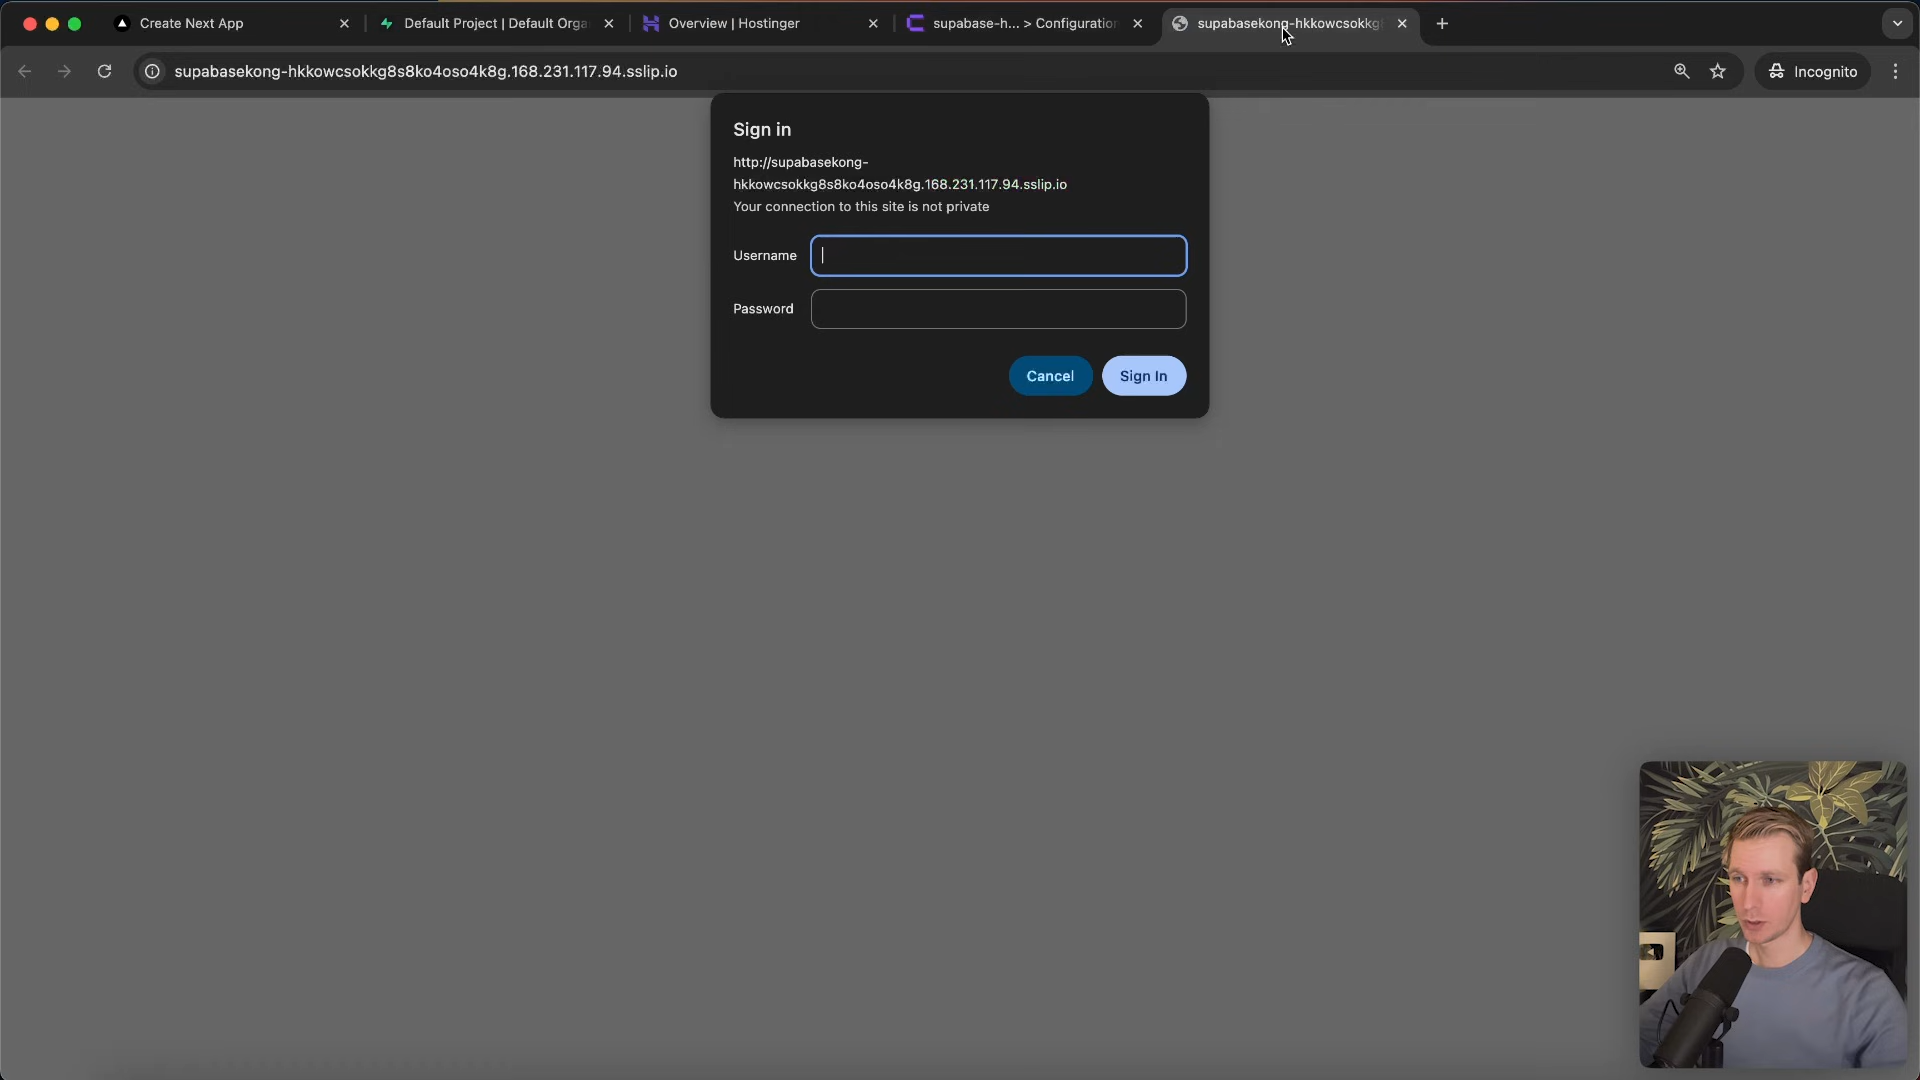 Create Next App
Default Project | Default Orga
Overview | Hostinger
supabase-h... > Configuration
supabasekong-hkkowcsokkg
supabasekong-hkkowcsokkg8s8ko4oso4k8g.168.231.117.94.sslip.io
Incognito
Sign in
http://supabasekong-
hkkowcsokkg8s8ko4oso4k8g.168.231.117.94.sslip.io
Your connection to this site is not private
Username
Password
Cancel
Sign In